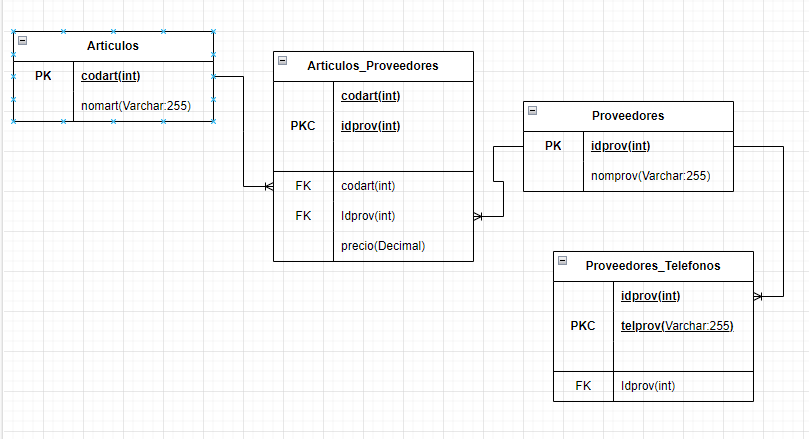 Articulos
PK codart(int)
nomart(Varchar:255)
Articulos_Proveedores
codart(int)
PKC idprov(int)
FK codart(int)
FK Idprov(int)
precio(Decimal)
Proveedores
PK idprov(int)
nomprov(Varchar:255)
Proveedores_Telefonos
idprov(int)
PKC telprov(Varchar:255)
FK Idprov(int)